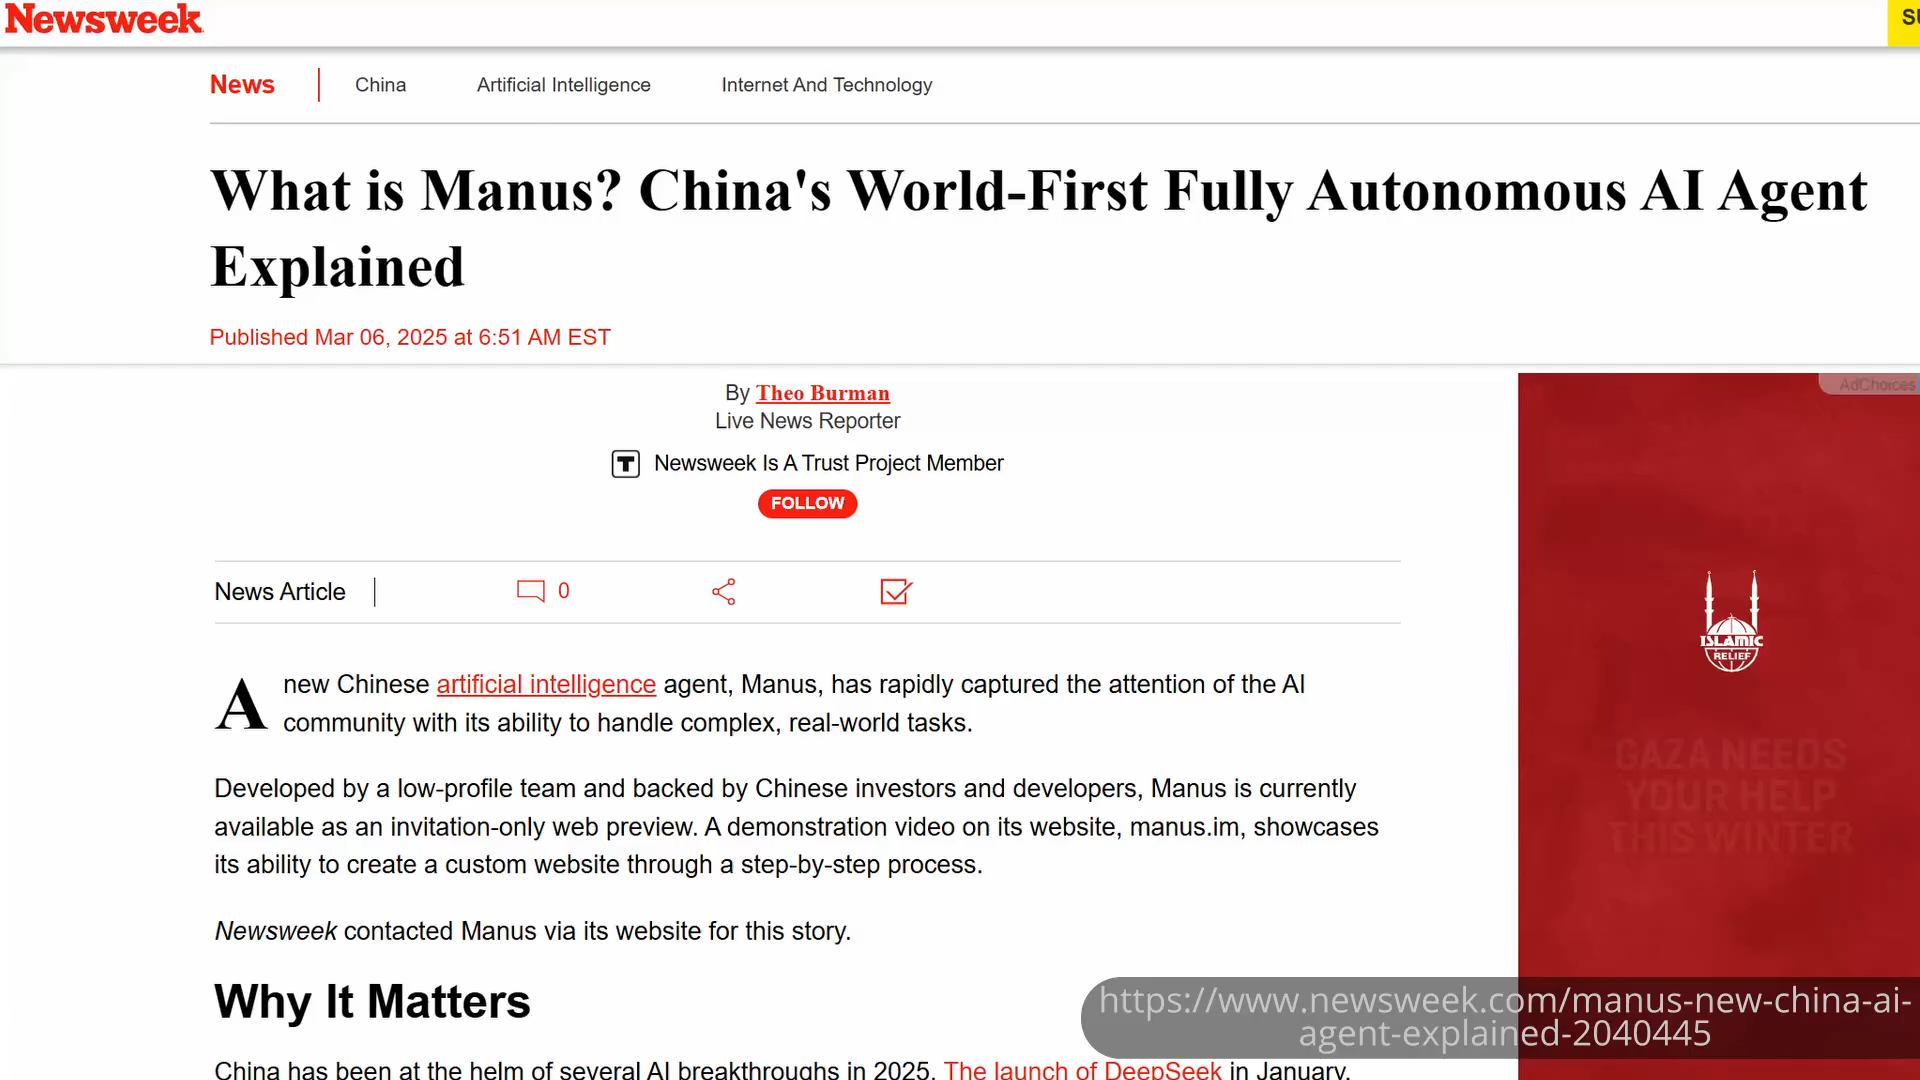 Newsweek
SU
News
China
Artificial Intelligence
Internet And Technology
What is Manus? China's World-First Fully Autonomous AI Agent
Explained
Published Mar 06, 2025 at 6:51 AM EST
By Theo Burman
Live News Reporter
T Newsweek Is A Trust Project Member
FOLLOW
AdChoices
News Article
0
A new Chinese artificial intelligence agent, Manus, has rapidly captured the attention of the AI
community with its ability to handle complex, real-world tasks.
ISLAMIC
RELIEF
GAZA NEEDS
YOUR HELP
THIS WINTER
Developed by a low-profile team and backed by Chinese investors and developers, Manus is currently
available as an invitation-only web preview. A demonstration video on its website, manus.im, showcases
its ability to create a custom website through a step-by-step process.
Newsweek contacted Manus via its website for this story.
Why It Matters
https://www.newsweek.com/manus-new-china-ai-
agent-explained-2040445
China has been at the helm of several AI breakthroughs in 2025. The launch of DeepSeek in January,